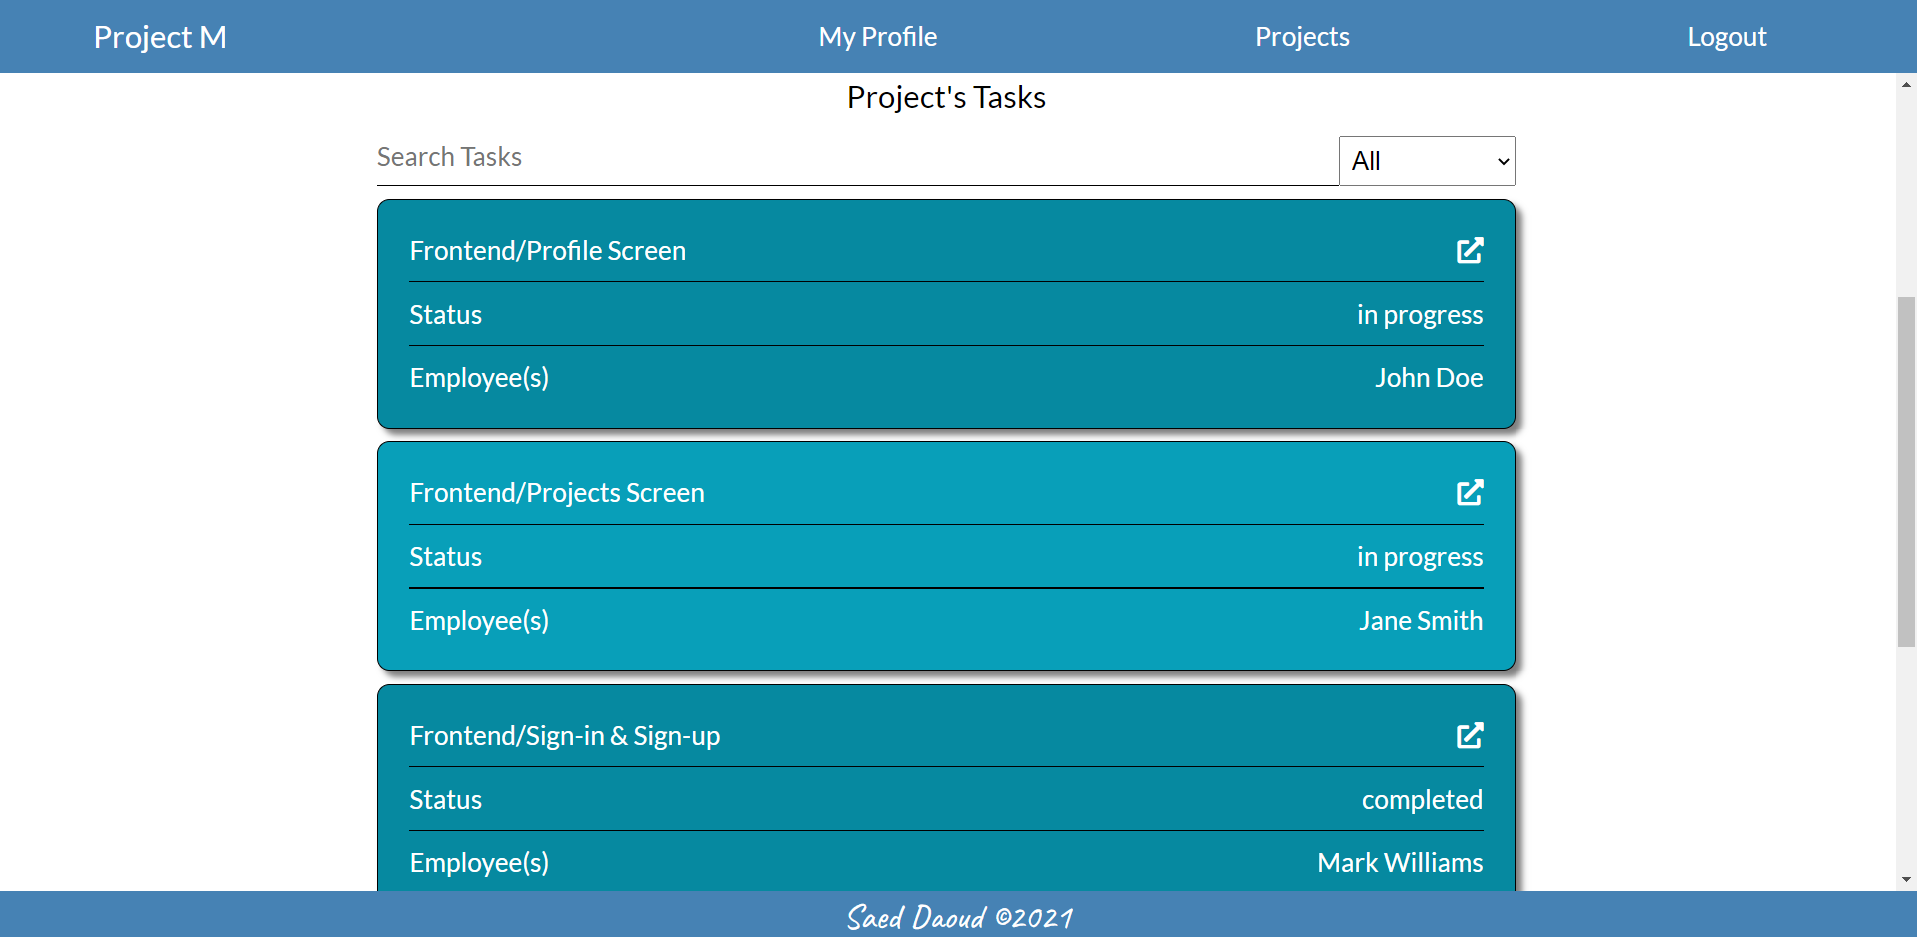 Project M My Profile Projects Logout
Project's Tasks
Search Tasks All
Frontend/Profile Screen
Status in progress
Employee(s) John Doe
Frontend/Projects Screen
Status in progress
Employee(s) Jane Smith
Frontend/Sign-in & Sign-up
Status completed
Employee(s) Mark Williams
Saed Daoud ©2021